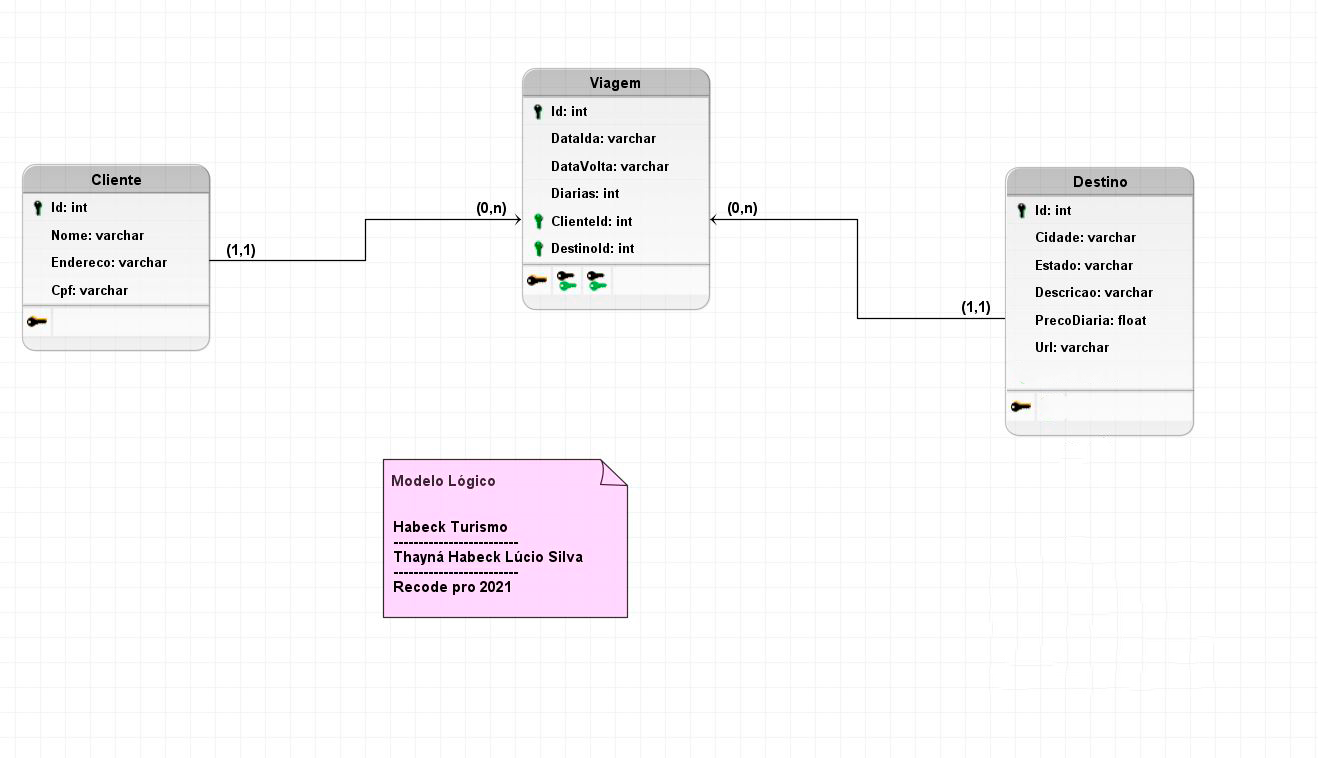 Viagem
Id: int
DataIda: varchar
DataVolta: varchar
Diarias: int
ClienteId: int
DestinoId: int
Cliente
Id: int
Nome: varchar
Endereco: varchar
Cpf: varchar
(1,1)
(0,n)
(0,n)
(1,1)
Destino
Id: int
Cidade: varchar
Estado: varchar
Descricao: varchar
PrecoDiaria: float
Url: varchar
Modelo Lógico
Habeck Turismo
-------------------------
Thayná Habeck Lúcio Silva
-------------------------
Recode pro 2021